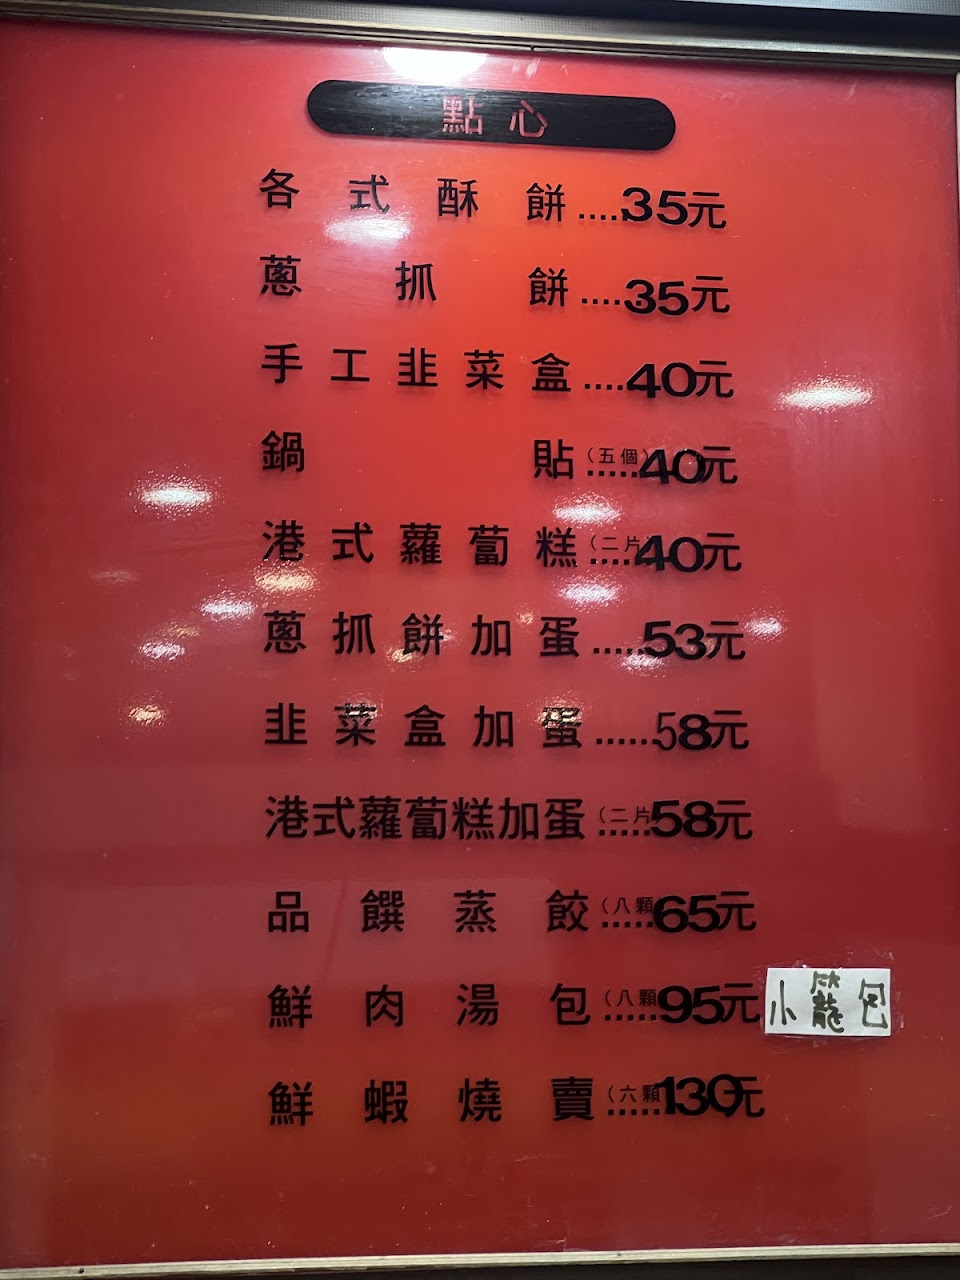 點心
各式酥餅.....35元
蔥抓餅....35元
手工韭菜盒....40元
鍋貼(五個).....40元
港式蘿蔔糕(二片).....40元
蔥抓餅加蛋.....53元
韭菜盒加蛋.....58元
港式蘿蔔糕加蛋(二片).....58元
品饌蒸餃(八顆).....65元
鮮肉湯包(八顆).....95元 小籠包
鮮蝦燒賣(六顆).....130元